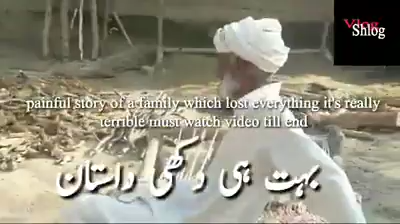 Vlog
Shlog
painful story of a family which lost everything it's really
terrible must watch video till end
بہت ہی دکھی داستان